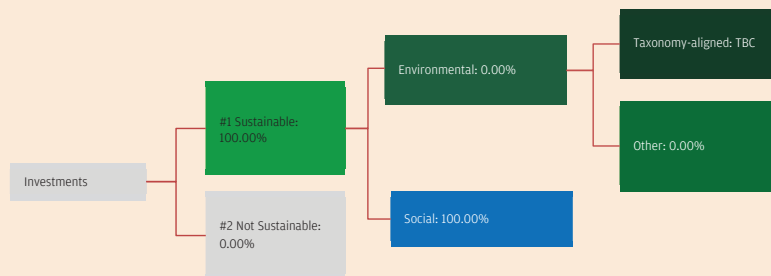 Taxonomy-aligned: TBC
Environmental: 0.00%
#1 Sustainable:
100.00%
Other: 0.00%
Investments
#2 Not Sustainable:
0.00%
Social: 100.00%